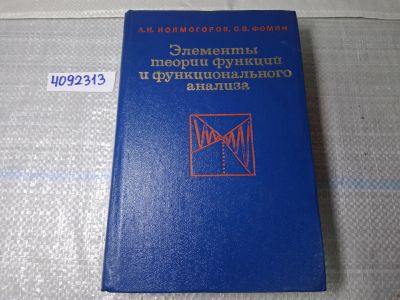 А. Н. КОЛМОГОРОВ, С. В. ФОМИН
Элементы
теории функций
и функционального
анализа
4092313